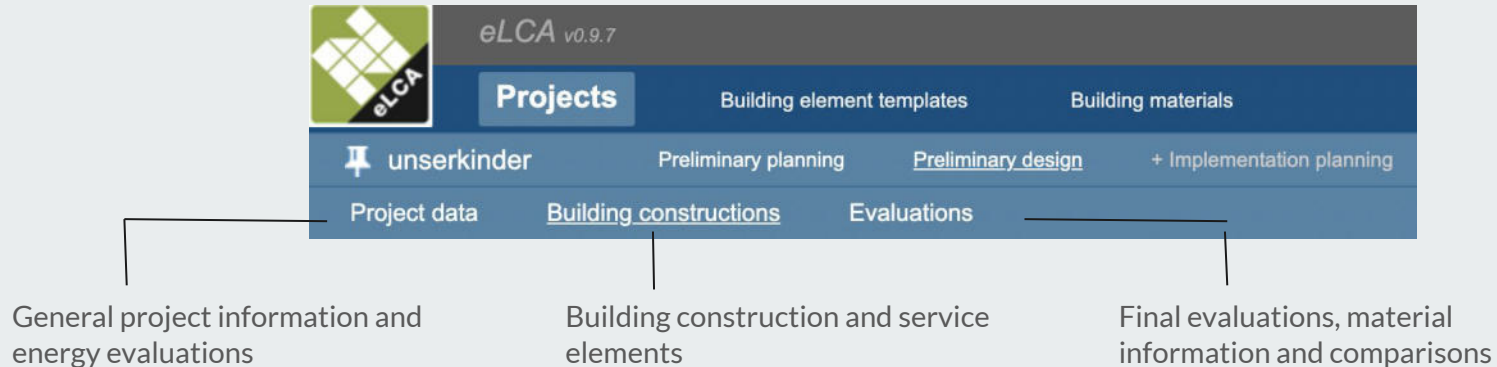 eLCA v0.9.7
eLCA
Projects Building element templates Building materials
unserkinder Preliminary planning Preliminary design + Implementation planning
Project data Building constructions Evaluations
General project information and
energy evaluations
Building construction and service
elements
Final evaluations, material
information and comparisons